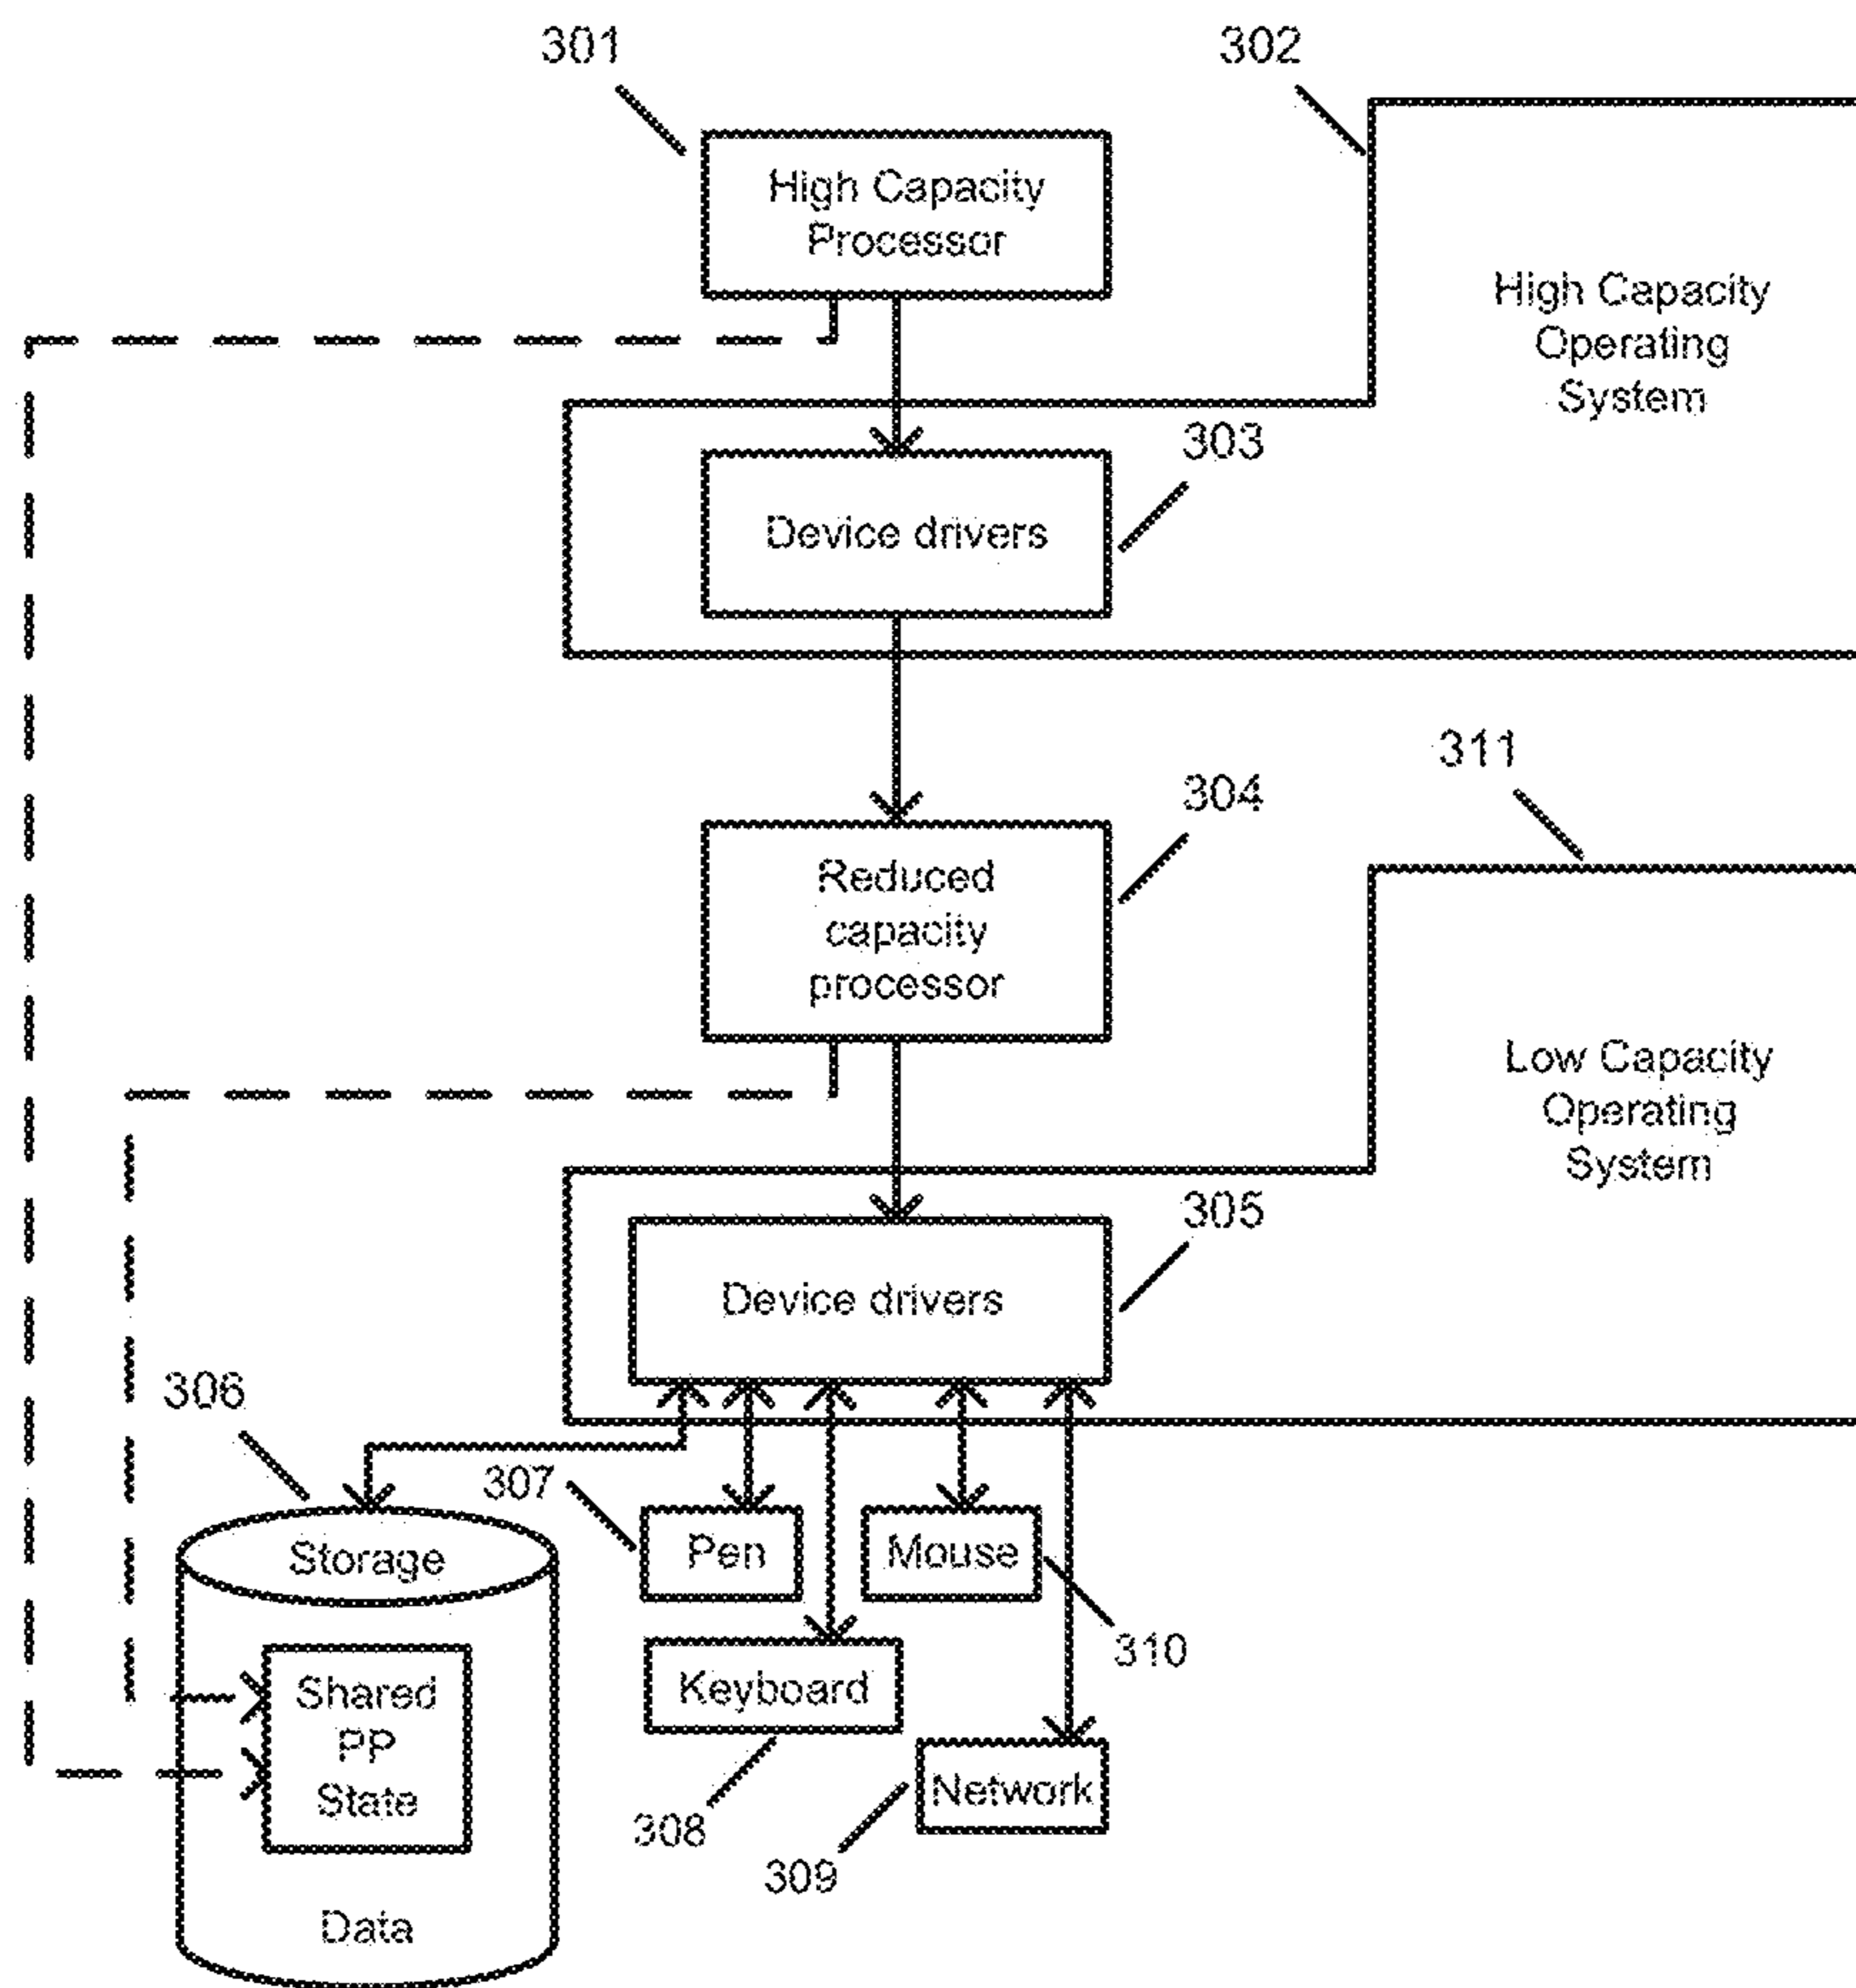 301
302
High Capacity
Processor
High Capacity
Operating
System
303
Device drivers
311
304
Reduced
capacity
processor
Low Capacity
Operating
System
305
Device drivers
306
307
Storage
Pen
Mouse
310
Keyboard
Shared
PP
State
308
Network
309
Data